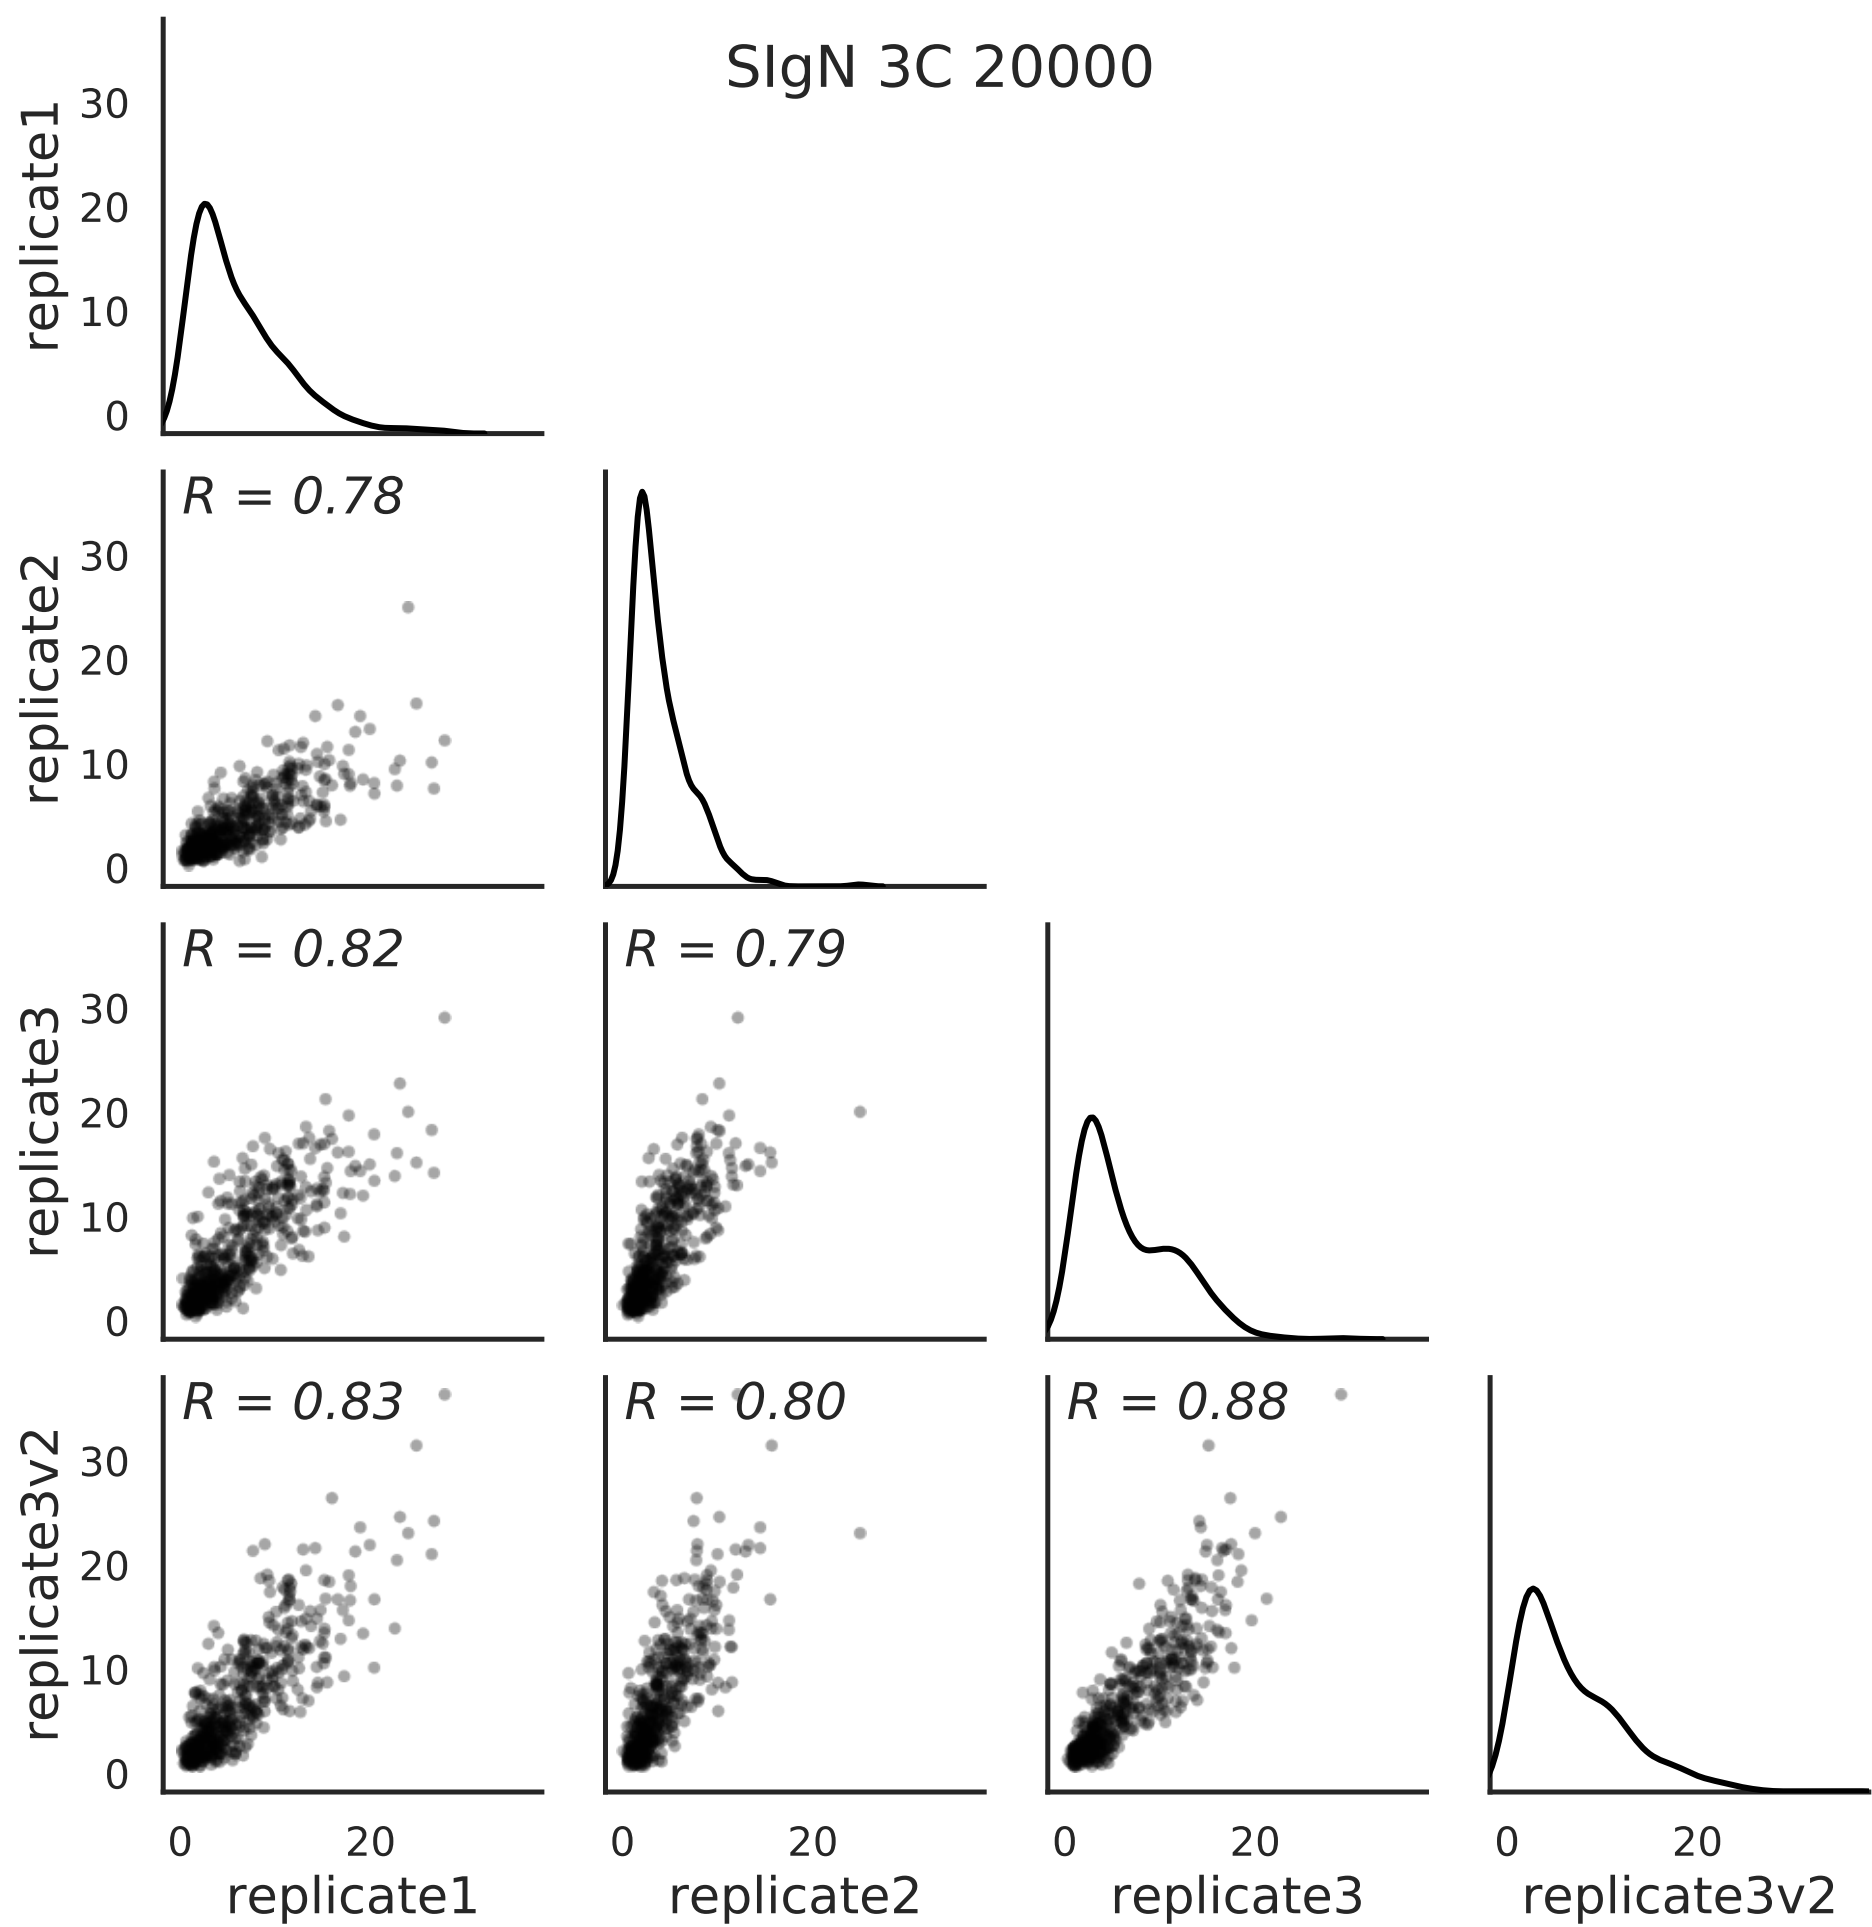 SIgN 3C 20000
replicate1
30
20
10
0
R = 0.78
replicate2
30
20
10
0
R = 0.82
R = 0.79
replicate3
30
20
10
0
R = 0.83
R = 0.80
R = 0.88
replicate3v2
30
20
10
0
0 20
0 20
0 20
0 20
replicate1
replicate2
replicate3
replicate3v2